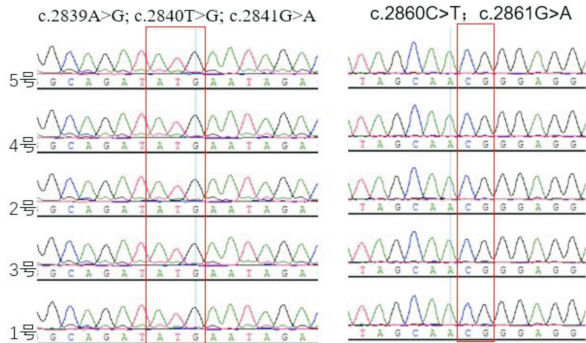 c.2839A>G; c.2840T>G; c.2841G>A
c.2860C>T；c.2861G>A
5号
G C A G A T A T G A A T A G A
T A G C A A C G G G A G G
4号
G C A G A T A T G A A T A G A
T A G C A A C G G G A G G
2号
G C A G A T A T G A A T A G A
T A G C A A C G G G A G G
3号
G C A G A T A T G A A T A G A
T A G C A A C G G G A G G
1号
G C A G A T A T G A A T A G A
T A G C A A C G G G A G G